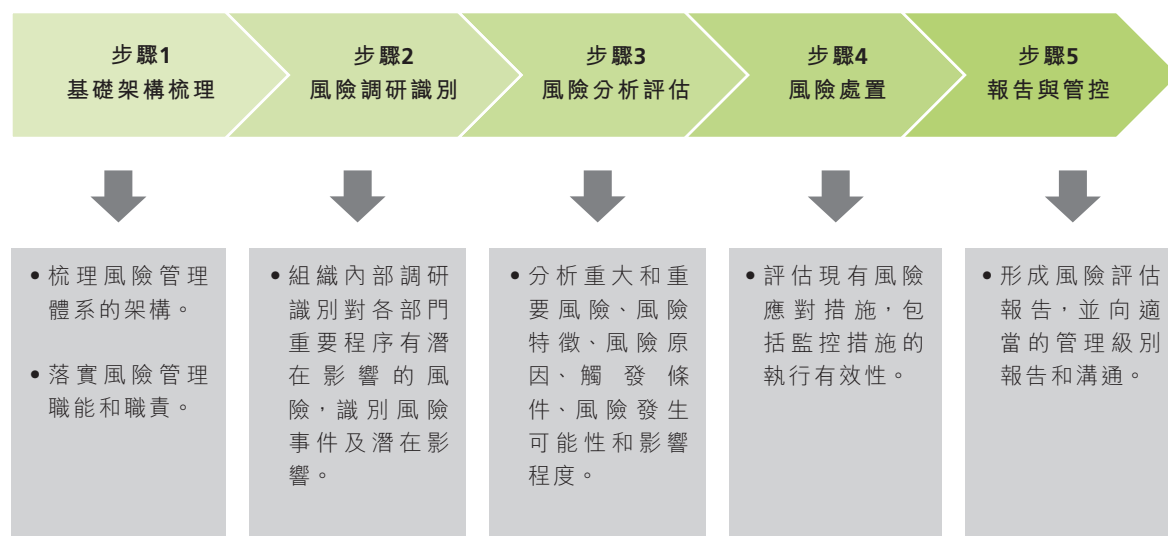 步驟1
基礎架構梳理
步驟2
風險調研識別
步驟3
風險分析評估
步驟4
風險處置
步驟5
報告與管控
• 梳理風險管理
體系的架構。
• 落實風險管理
職能和職責。
• 組織內部調研
識別對各部門
重要程序有潛
在影響的風
險，識別風險
事件及潛在影
響。
• 分析重大和重
要風險、風險
特徵、風險原
因、觸發條
件、風險發生
可能性和影響
程度。
• 評估現有風險
應對措施，包
括監控措施的
執行有效性。
• 形成風險評估
報告，並向適
當的管理級別
報告和溝通。